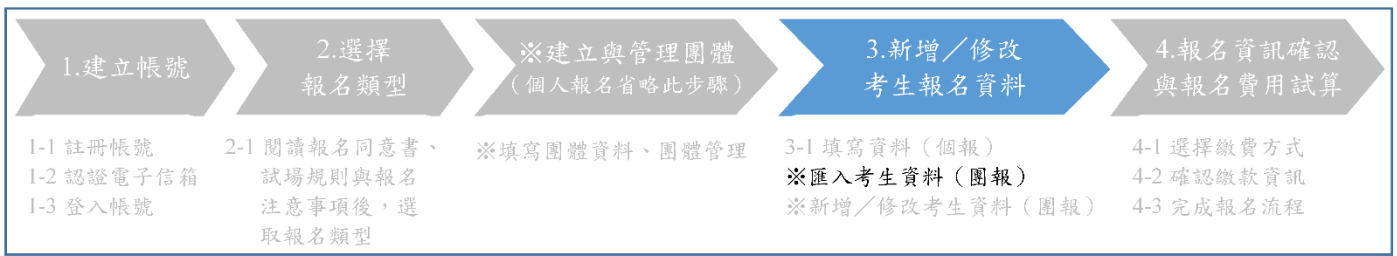 1.建立帳號
2.選擇
報名類型
※建立與管理團體
（個人報名省略此步驟）
3.新增／修改
考生報名資料
4.報名資訊確認
與報名費用試算
1-1 註冊帳號
1-2 認證電子信箱
1-3 登入帳號
2-1 閱讀報名同意書、
試場規則與報名
注意事項後，選
取報名類型
※填寫團體資料、團體管理
3-1 填寫資料（個報）
※匯入考生資料（團報）
※新增／修改考生資料（團報）
4-1 選擇繳費方式
4-2 確認繳款資訊
4-3 完成報名流程